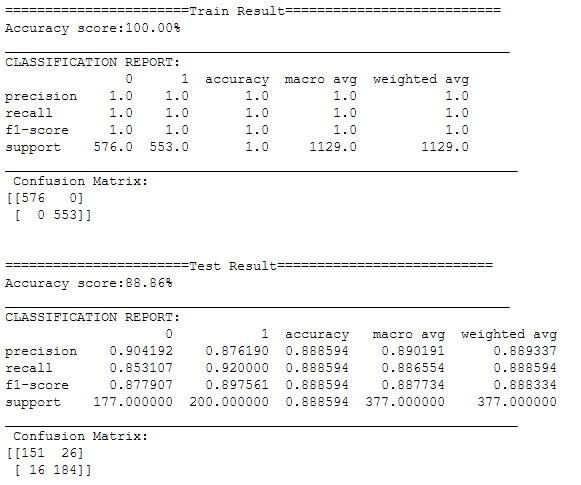 =======================Train Result===========================
Accuracy score:100.00%
_______________________________________________________________
CLASSIFICATION REPORT:
0 1 accuracy macro avg weighted avg
precision 1.0 1.0 1.0 1.0 1.0
recall 1.0 1.0 1.0 1.0 1.0
f1-score 1.0 1.0 1.0 1.0 1.0
support 576.0 553.0 1.0 1129.0 1129.0
________________________________________________________________
Confusion Matrix:
[[576 0]
[ 0 553]]
=======================Test Result===========================
Accuracy score:88.86%
_______________________________________________________________
CLASSIFICATION REPORT:
0 1 accuracy macro avg weighted avg
precision 0.904192 0.876190 0.888594 0.890191 0.889337
recall 0.853107 0.920000 0.888594 0.886554 0.888594
f1-score 0.877907 0.897561 0.888594 0.887734 0.888334
support 177.000000 200.000000 0.888594 377.000000 377.000000
________________________________________________________________
Confusion Matrix:
[[151 26]
[ 16 184]]